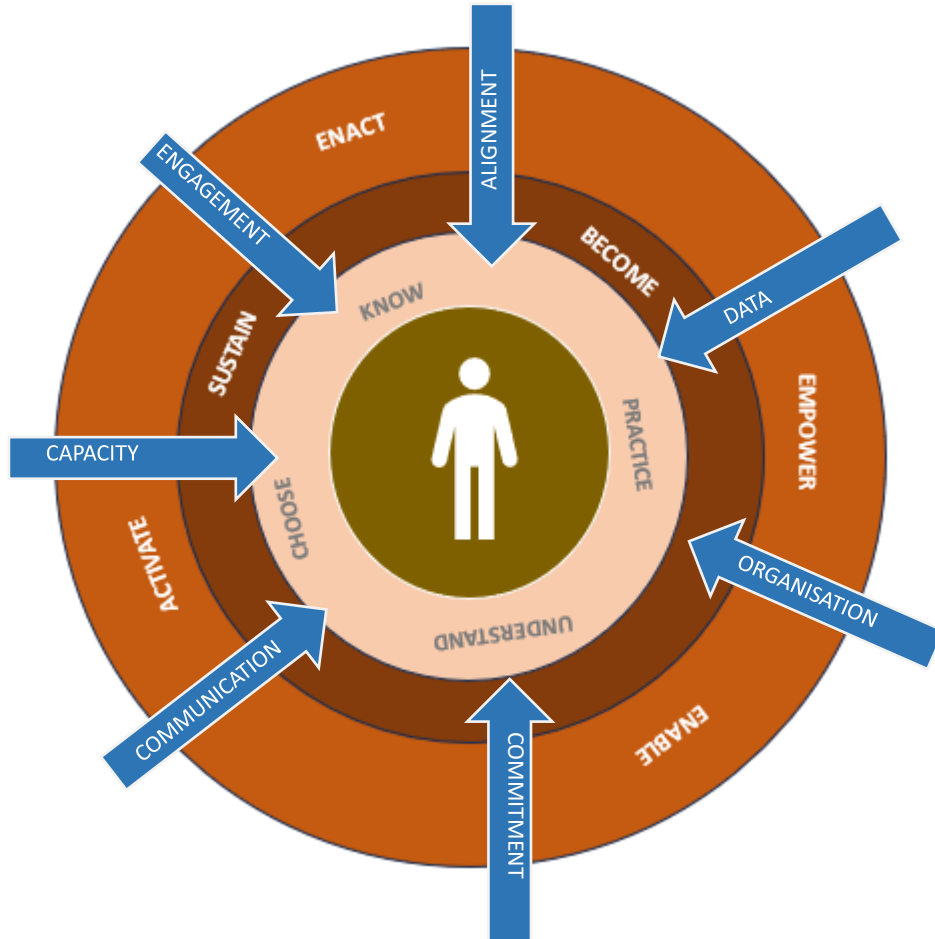 ALIGNMENT
ENACT
ENGAGEMENT
BECOME
DATA
KNOW
SUSTAIN
EMPOWER
PRACTICE
CAPACITY
CHOOSE
ACTIVATE
ORGANISATION
UNDERSTAND
COMMUNICATION
ENABLE
COMMITMENT